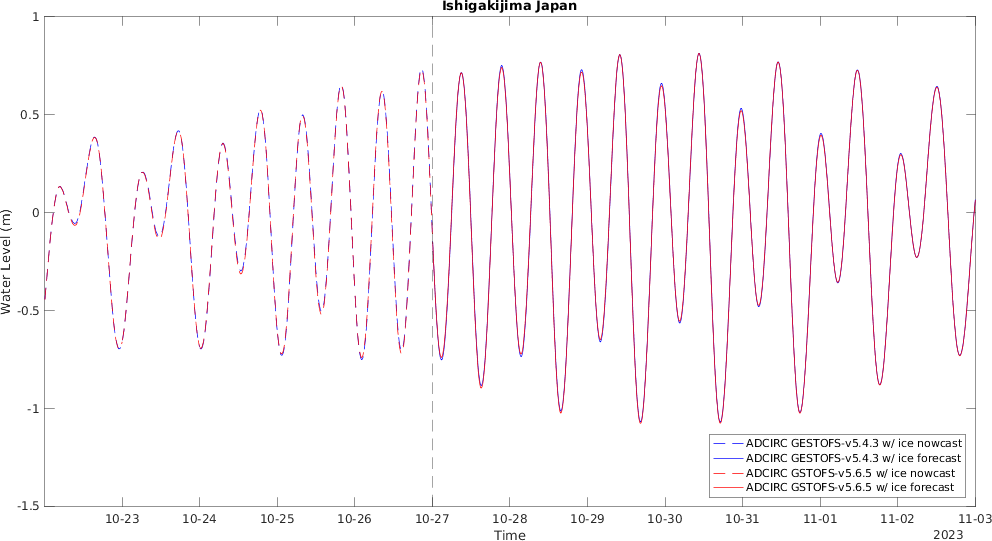 Ishigakijima Japan
Water Level (m)
1
0.5
0
-0.5
-1
-1.5
ADCIRC GESTOFS-v5.4.3 w/ ice nowcast
ADCIRC GESTOFS-v5.4.3 w/ ice forecast
ADCIRC GSTOFS-v5.6.5 w/ ice nowcast
ADCIRC GSTOFS-v5.6.5 w/ ice forecast
10-23 10-24 10-25 10-26 10-27 10-28 10-29 10-30 10-31 11-01 11-02 11-03
Time
2023